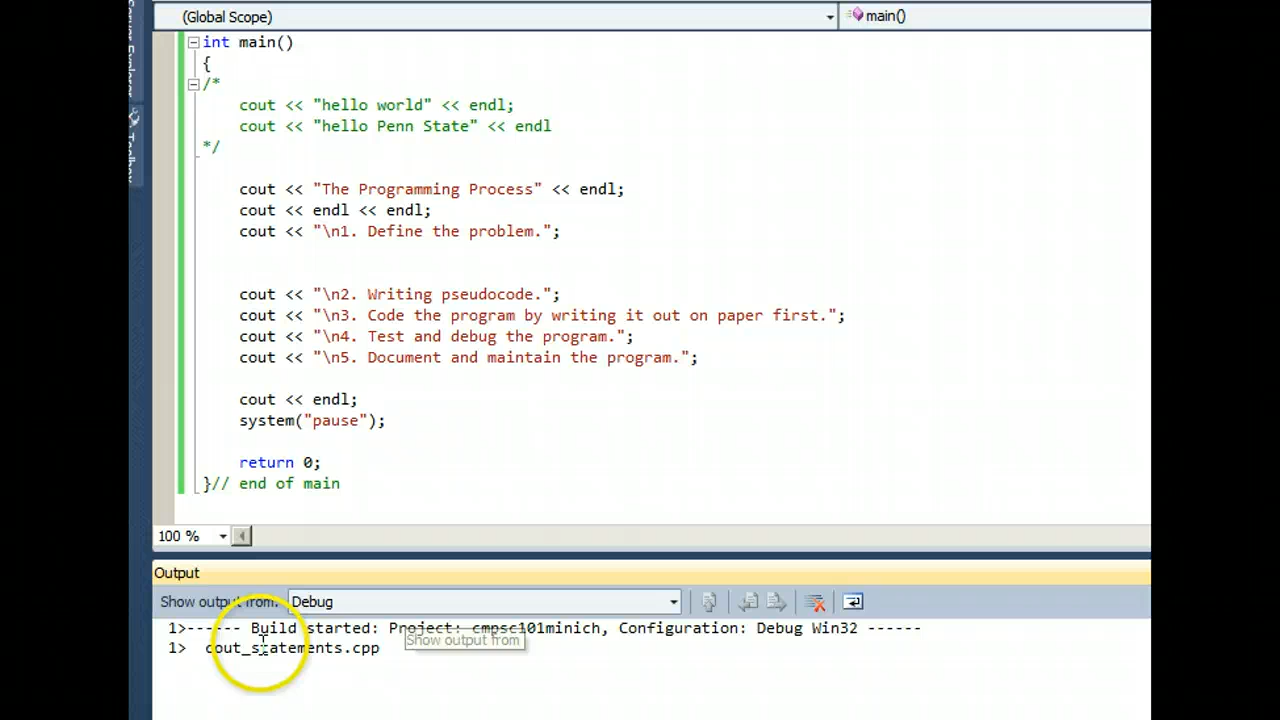 (Global Scope)
main()
Server Explorer
Toolbox
int main()
{
/*
cout << "hello world" << endl;
cout << "hello Penn State" << endl
*/
cout << "The Programming Process" << endl;
cout << endl << endl;
cout << "\n1. Define the problem.";
cout << "\n2. Writing pseudocode.";
cout << "\n3. Code the program by writing it out on paper first.";
cout << "\n4. Test and debug the program.";
cout << "\n5. Document and maintain the program.";
cout << endl;
system("pause");
return 0;
}// end of main
100 %
Output
Show output from: Debug
1>------ Build started: Project: cmpsc101minich, Configuration: Debug Win32 ------
Show output from
1>  cout_statements.cpp